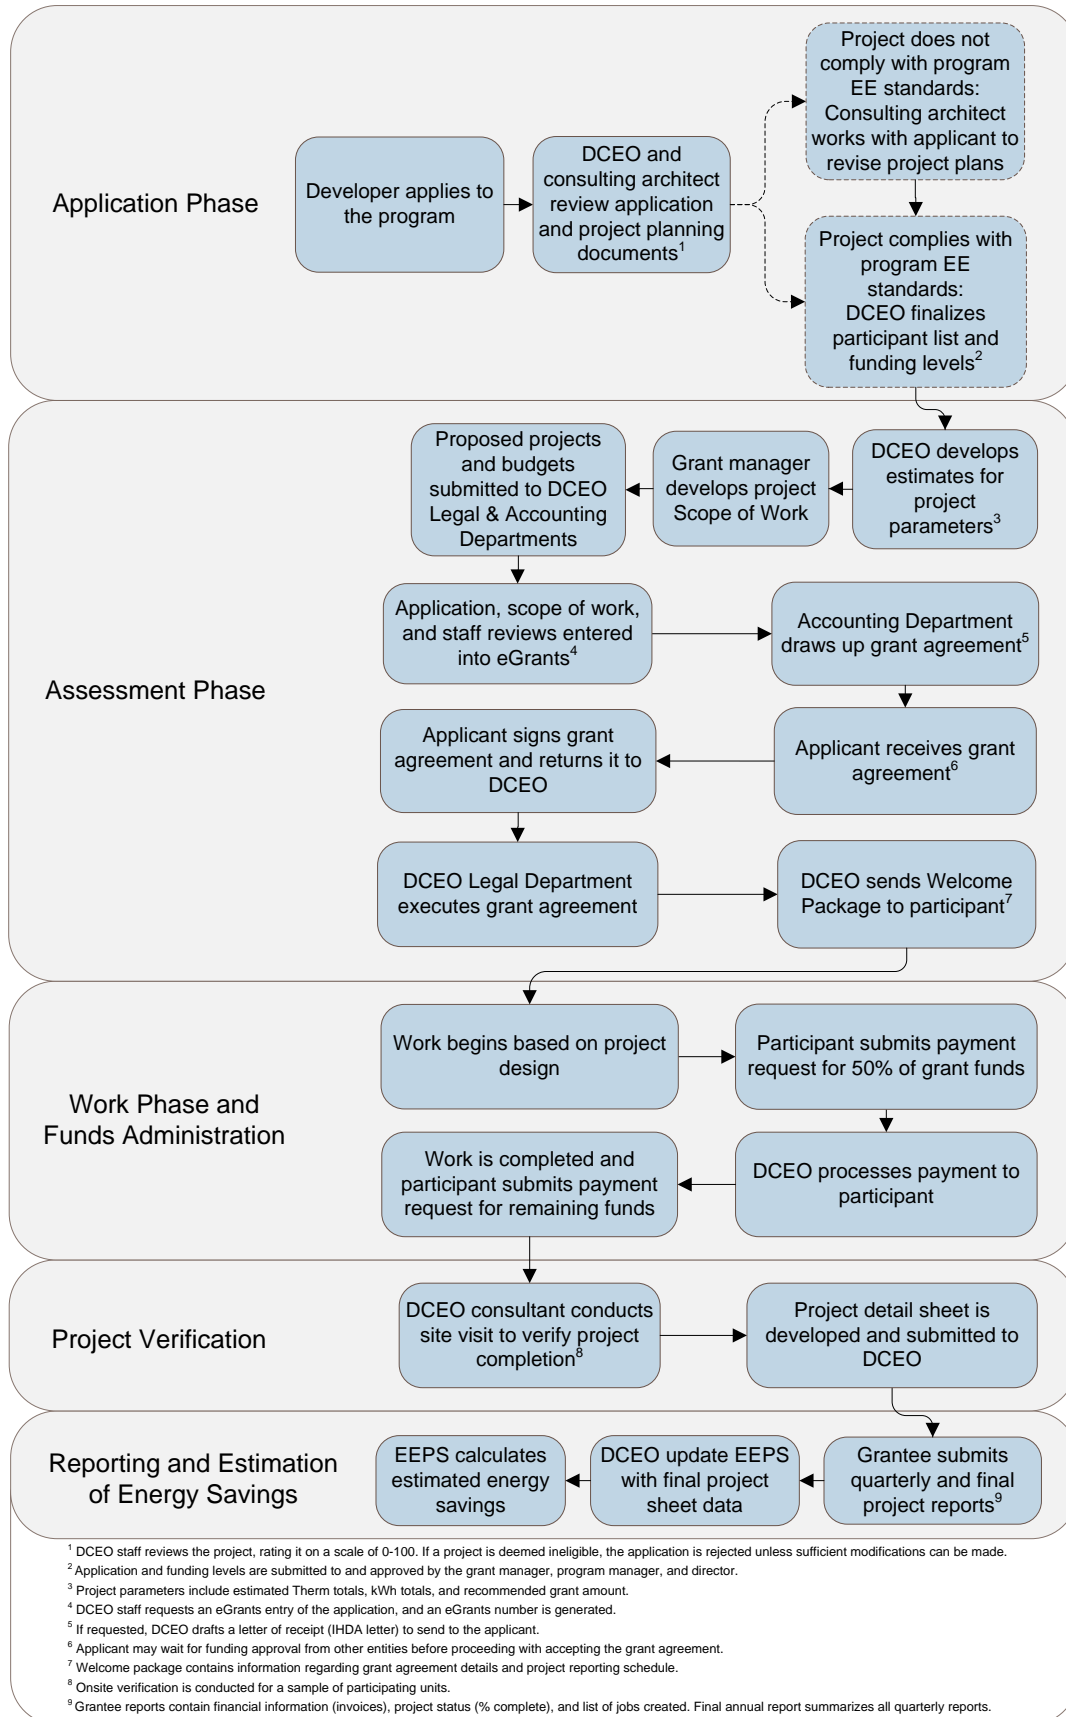 Application Phase
Developer applies to
the program
DCEO and
consulting architect
review application
and project planning
documents1
Project does not
comply with program
EE standards:
Consulting architect
works with applicant to
revise project plans
Project complies with
program EE
standards:
DCEO finalizes
participant list and
funding levels2
Assessment Phase
DCEO develops
estimates for
project
parameters3
Grant manager
develops project
Scope of Work
Proposed projects
and budgets
submitted to DCEO
Legal & Accounting
Departments
Application, scope of work,
and staff reviews entered
into eGrants4
Accounting Department
draws up grant agreement5
Applicant receives grant
agreement6
Applicant signs grant
agreement and returns it to
DCEO
DCEO Legal Department
executes grant agreement
DCEO sends Welcome
Package to participant7
Work Phase and
Funds Administration
Work begins based on project
design
Participant submits payment
request for 50% of grant funds
DCEO processes payment to
participant
Work is completed and
participant submits payment
request for remaining funds
Project Verification
DCEO consultant conducts
site visit to verify project
completion8
Project detail sheet is
developed and submitted to
DCEO
Reporting and Estimation
of Energy Savings
Grantee submits
quarterly and final
project reports9
DCEO update EEPS
with final project
sheet data
EEPS calculates
estimated energy
savings
1 DCEO staff reviews the project, rating it on a scale of 0-100. If a project is deemed ineligible, the application is rejected unless sufficient modifications can be made.
2 Application and funding levels are submitted to and approved by the grant manager, program manager, and director.
3 Project parameters include estimated Therm totals, kWh totals, and recommended grant amount.
4 DCEO staff requests an eGrants entry of the application, and an eGrants number is generated.
5 If requested, DCEO drafts a letter of receipt (IHDA letter) to send to the applicant.
6 Applicant may wait for funding approval from other entities before proceeding with accepting the grant agreement.
7 Welcome package contains information regarding grant agreement details and project reporting schedule.
8 Onsite verification is conducted for a sample of participating units.
9 Grantee reports contain financial information (invoices), project status (% complete), and list of jobs created. Final annual report summarizes all quarterly reports.